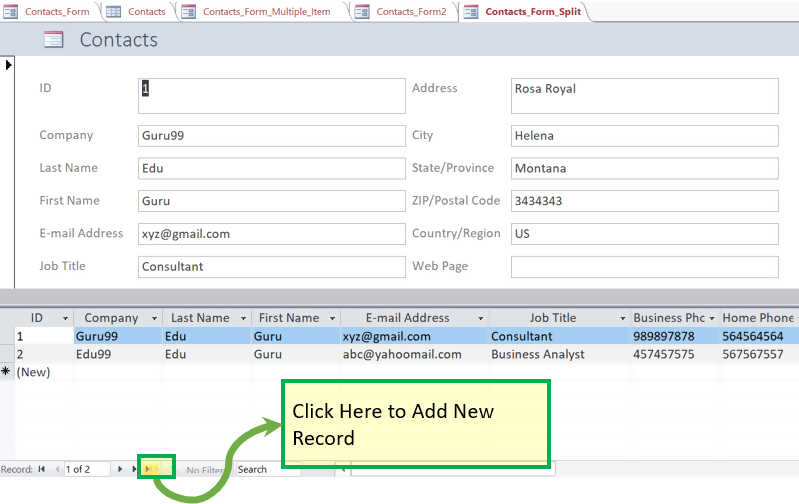 Contacts_Form Contacts Contacts_Form_Multiple_Item Contacts_Form2 Contacts_Form_Split
Contacts
ID 1 Address Rosa Royal
Company Guru99 City Helena
Last Name Edu State/Province Montana
First Name Guru ZIP/Postal Code 3434343
E-mail Address xyz@gmail.com Country/Region US
Job Title Consultant Web Page
ID Company Last Name First Name E-mail Address Job Title Business Phc Home Phone
1 Guru99 Edu Guru xyz@gmail.com Consultant 989897878 564564564
2 Edu99 Edu Guru abc@yahoomail.com Business Analyst 457457575 567567557
(New)
Click Here to Add New
Record
Record: 1 of 2 No Filter Search